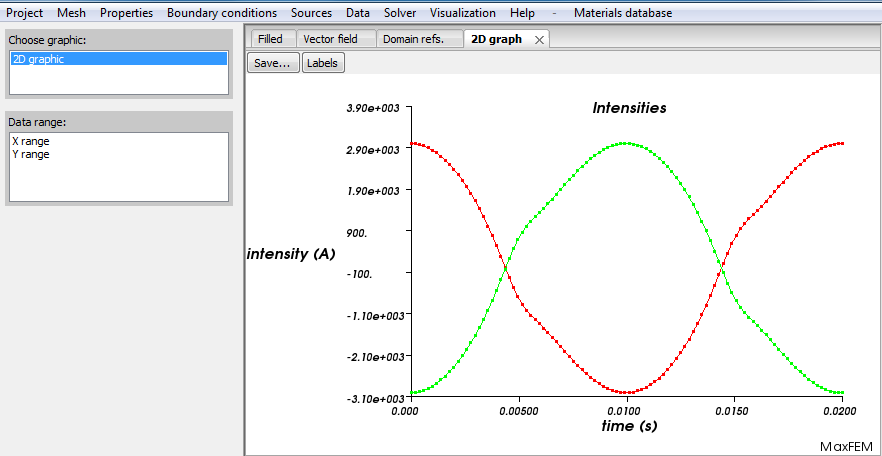 Project Mesh Properties Boundary conditions Sources Data Solver Visualization Help - Materials database
Choose graphic:
2D graphic
Data range:
X range
Y range
Filled Vector field Domain refs. 2D graph
Save... Labels
Intensities
3.90e+003
2.90e+003
1.90e+003
900.
intensity (A)
-100.
-1.10e+003
-2.10e+003
-3.10e+003
0.000 0.00500 0.0100 0.0150 0.0200
time (s)
MaxFEM